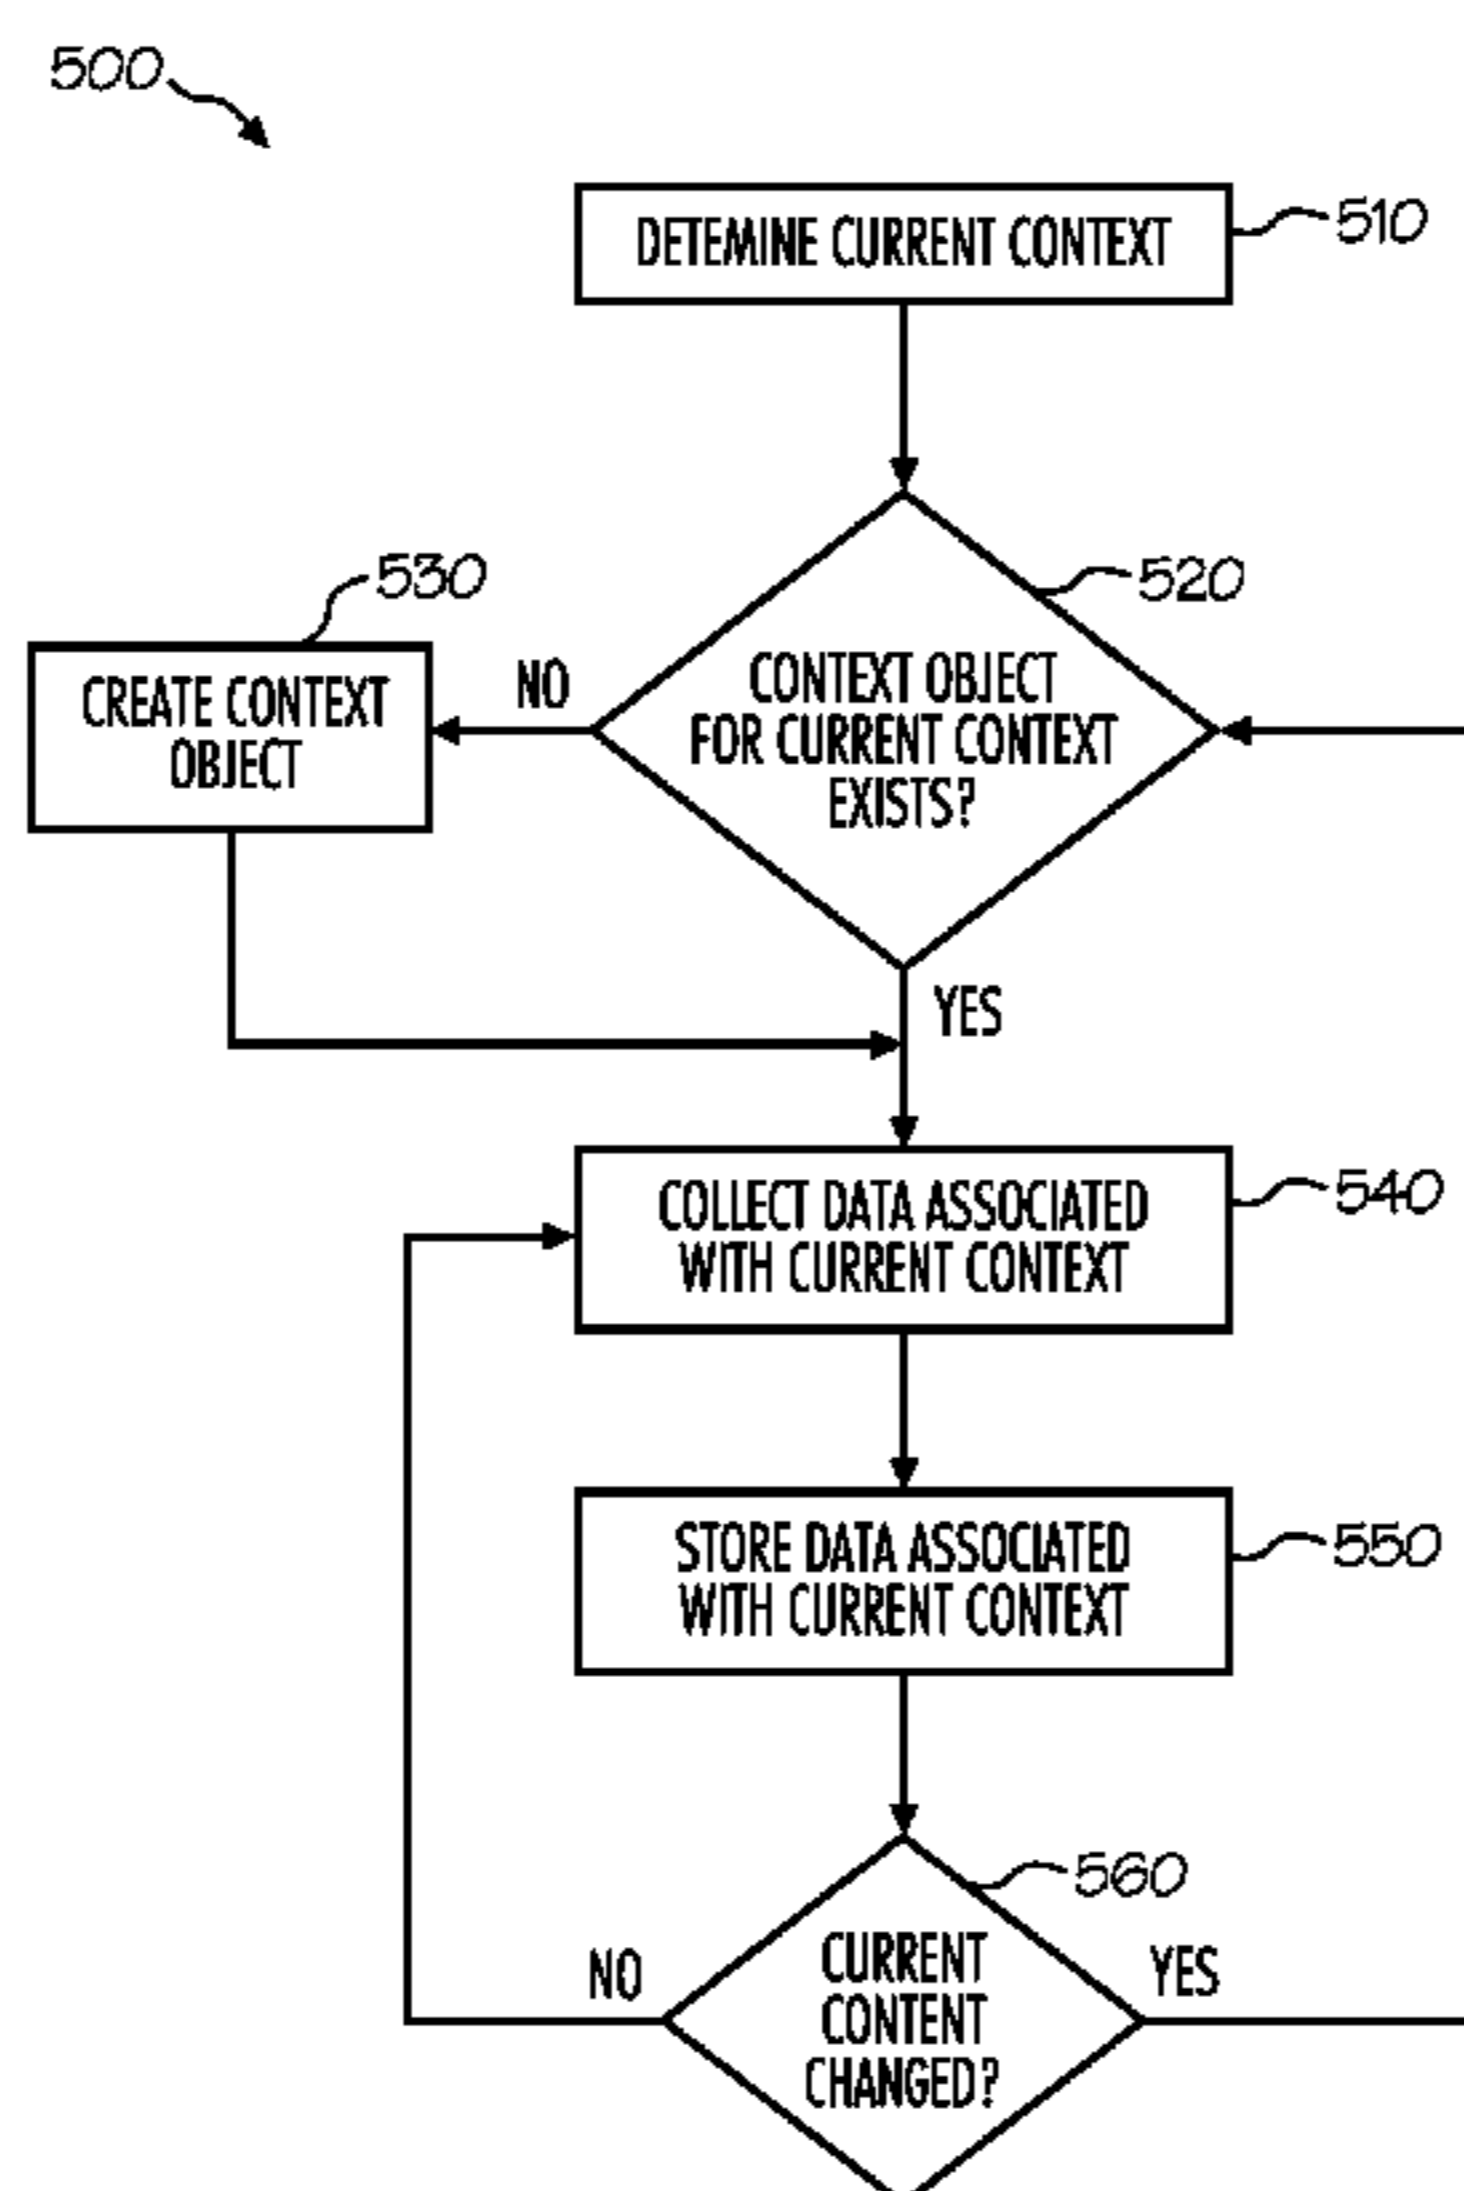 500
DETEMINE CURRENT CONTEXT
510
530
520
CREATE CONTEXT
OBJECT
NO
CONTEXT OBJECT
FOR CURRENT CONTEXT
EXISTS?
YES
COLLECT DATA ASSOCIATED
WITH CURRENT CONTEXT
540
STORE DATA ASSOCIATED
WITH CURRENT CONTEXT
550
560
NO
CURRENT
CONTENT
CHANGED?
YES